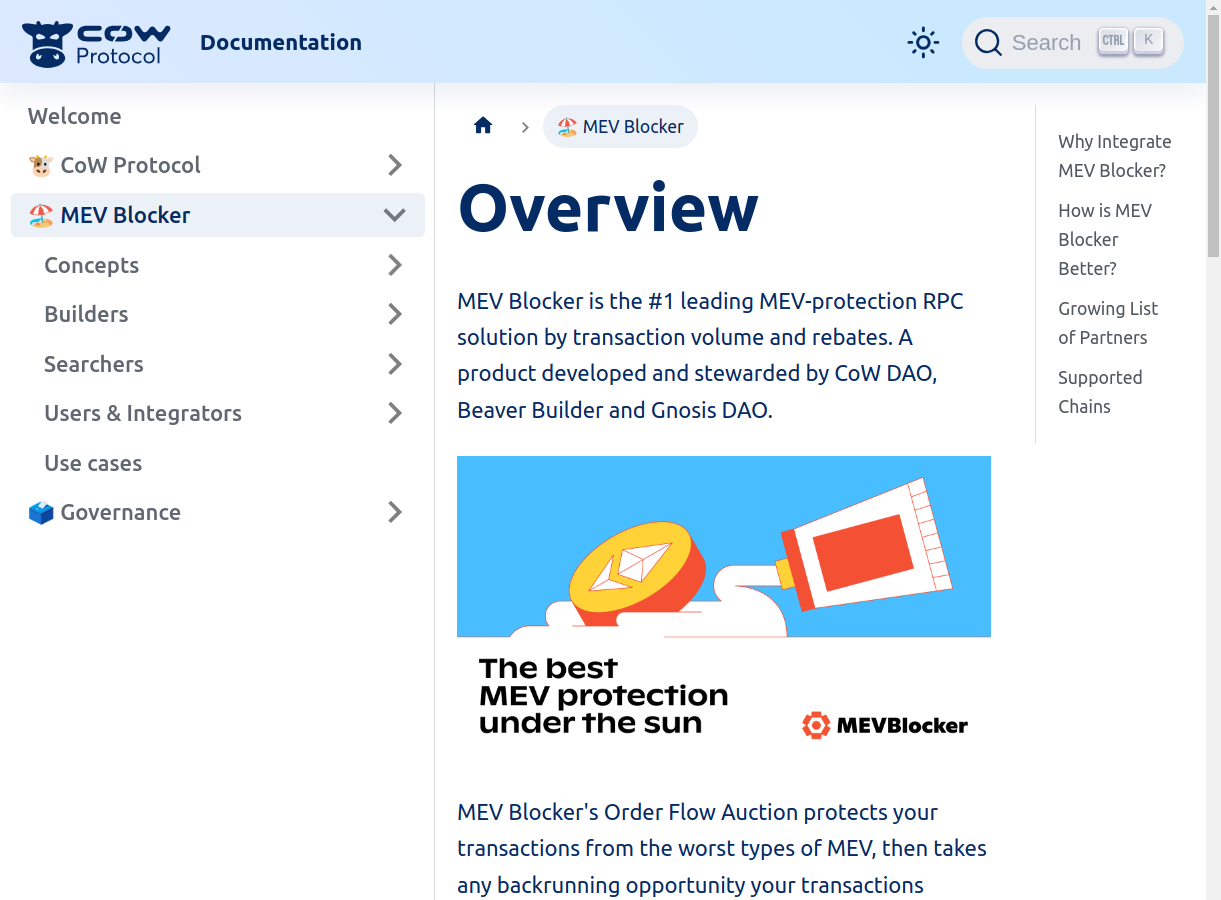 COW
Protocol
Documentation
Search
CTRL
K
Welcome
CoW Protocol
MEV Blocker
Concepts
Builders
Searchers
Users & Integrators
Use cases
Governance
MEV Blocker
Overview
MEV Blocker is the #1 leading MEV-protection RPC
solution by transaction volume and rebates. A
product developed and stewarded by CoW DAO,
Beaver Builder and Gnosis DAO.
The best
MEV protection
under the sun
MEVBlocker
MEV Blocker's Order Flow Auction protects your
transactions from the worst types of MEV, then takes
any backrunning opportunity your transactions
Why Integrate
MEV Blocker?
How is MEV
Blocker
Better?
Growing List
of Partners
Supported
Chains